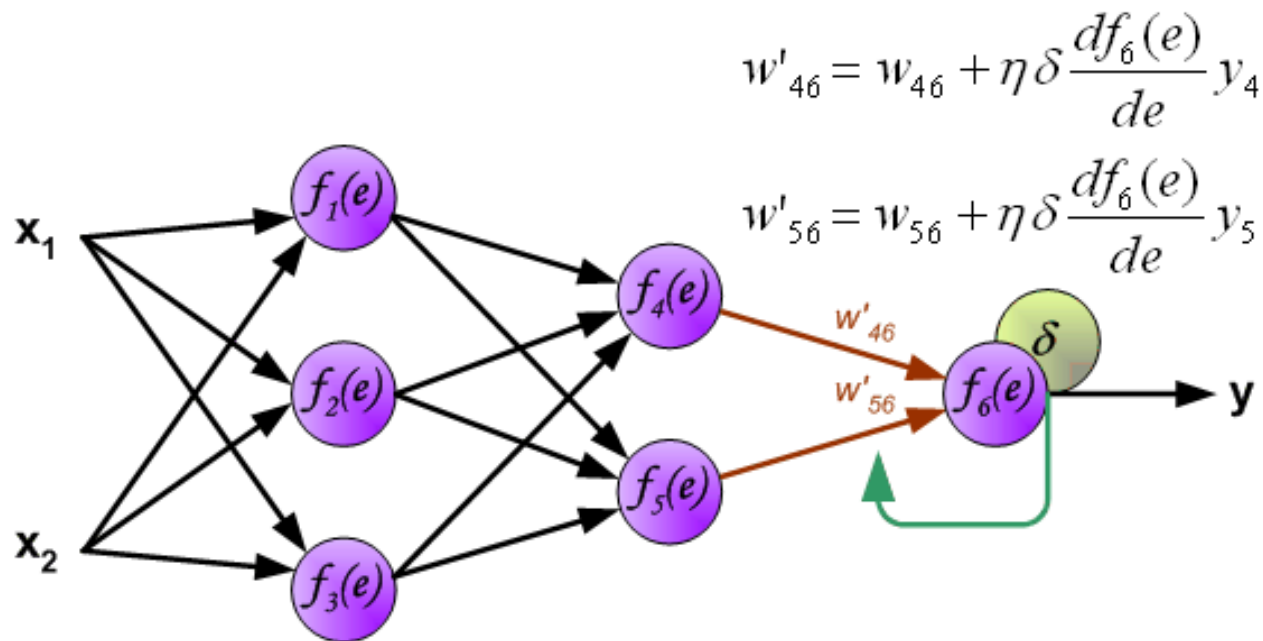 w'₄₆ = w₄₆ + η δ df₆(e)/de y₄
w'₅₆ = w₅₆ + η δ df₆(e)/de y₅
x₁
x₂
f₁(e)
f₂(e)
f₃(e)
f₄(e)
f₅(e)
w'₄₆
w'₅₆
f₆(e)
δ
y